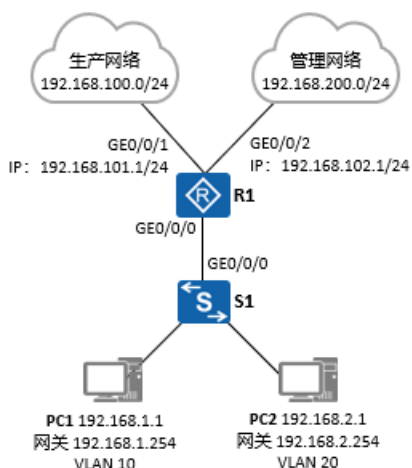 生产网络
192.168.100.0/24
管理网络
192.168.200.0/24
GE0/0/1
IP： 192.168.101.1/24
GE0/0/2
IP： 192.168.102.1/24
R
R1
GE0/0/0
GE0/0/0
S
S1
PC1 192.168.1.1
网关 192.168.1.254
VLAN 10
PC2 192.168.2.1
网关 192.168.2.254
VLAN 20